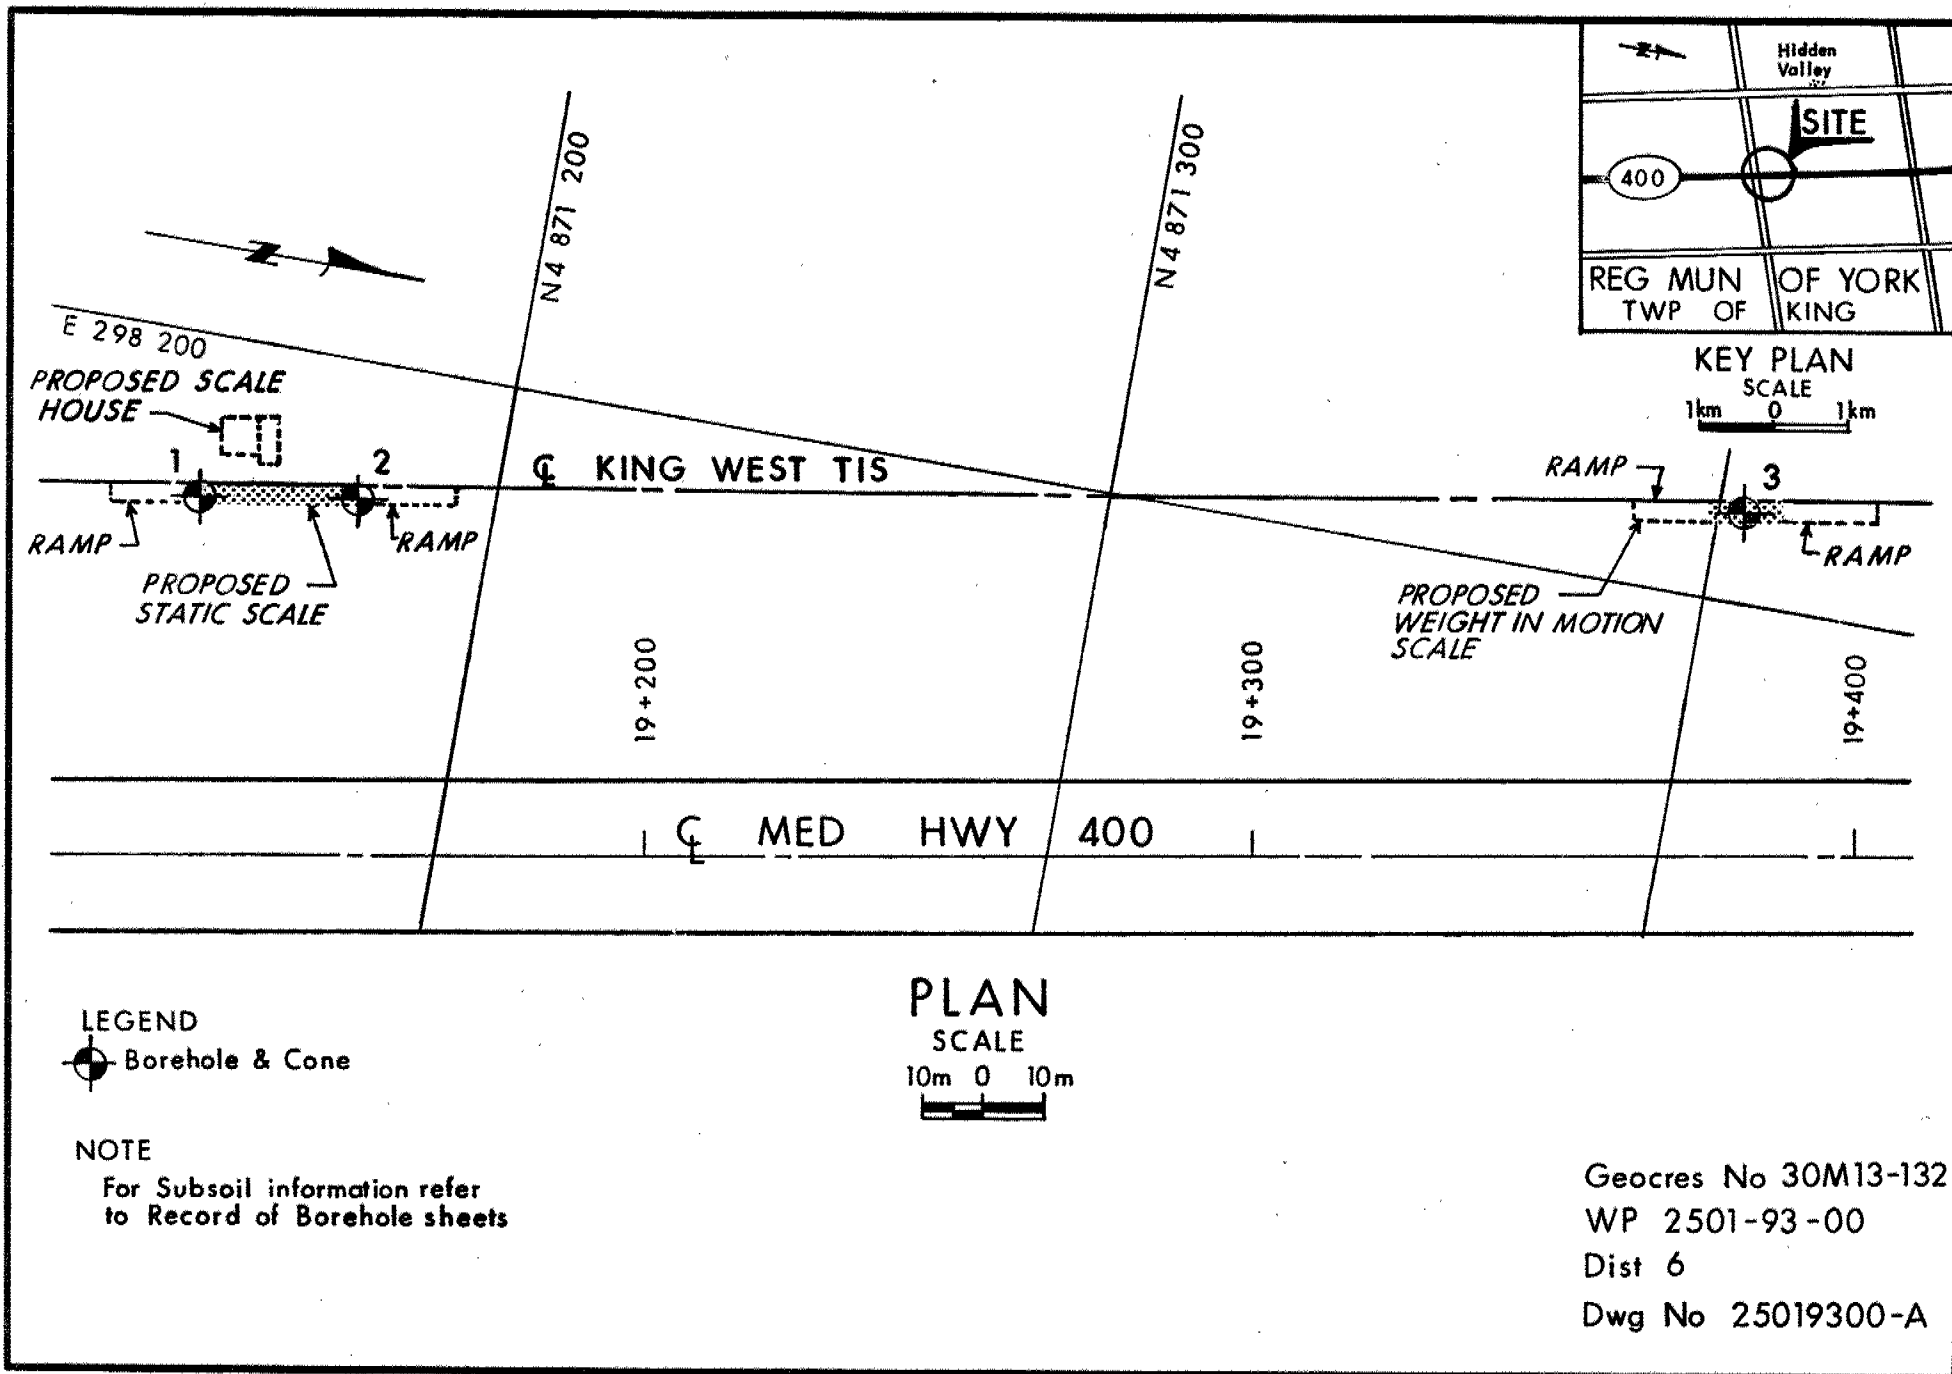 N
Hidden
Valley
SITE
400
REG MUN OF YORK
TWP OF KING
KEY PLAN
SCALE
1km 0 1km
N
N4 871 200
N4 871 300
E 298 200
PROPOSED SCALE
HOUSE
1
2
℄ KING WEST TIS
RAMP
3
RAMP
RAMP
RAMP
PROPOSED
STATIC SCALE
PROPOSED
WEIGHT IN MOTION
SCALE
19+200
19+300
19+400
℄ MED HWY 400
PLAN
SCALE
10m 0 10m
LEGEND
Borehole & Cone
NOTE
For Subsoil information refer
to Record of Borehole sheets
Geocres No 30M13-132
WP 2501-93-00
Dist 6
Dwg No 25019300-A